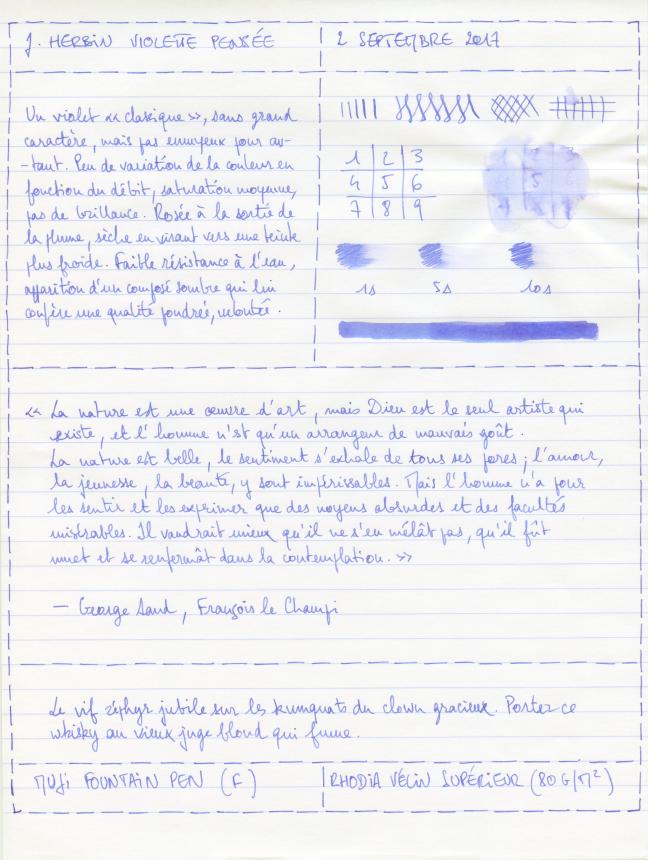 J. HERBIN VIOLETTE PENSÉE
2 SEPTEMBRE 2017
Un violet « classique », sans grand
caractère, mais pas ennuyeux pour au-
-tant. Peu de variation de la couleur en
fonction du débit, saturation moyenne,
pas de brillance. Rosée à la sortie de
la plume, sèche en virant vers une teinte
plus froide. Faible résistance à l'eau,
apparition d'un composé sombre qui lui
confère une qualité poudrée, veloutée.
1 2 3
4 5 6
7 8 9
1s 5s 10s
« La nature est une œuvre d'art, mais Dieu est le seul artiste qui
existe, et l'homme n'est qu'un arrangeur de mauvais goût.
La nature est belle, le sentiment s'exhale de tous ses pores ; l'amour,
la jeunesse, la beauté, y sont impérissables. Mais l'homme n'a pour
les sentir et les exprimer que des moyens absurdes et des facultés
misérables. Il vaudrait mieux qu'il ne s'en mêlât pas, qu'il fût
muet et se renfermât dans la contemplation. »
— George Sand, François le Champi
Le vif zéphyr jubile sur les kumquats du clown gracieux. Portez ce
whisky au vieux juge blond qui fume.
MUJI FOUNTAIN PEN (F)
RHODIA VÉLIN SUPÉRIEUR (80 G/M²)